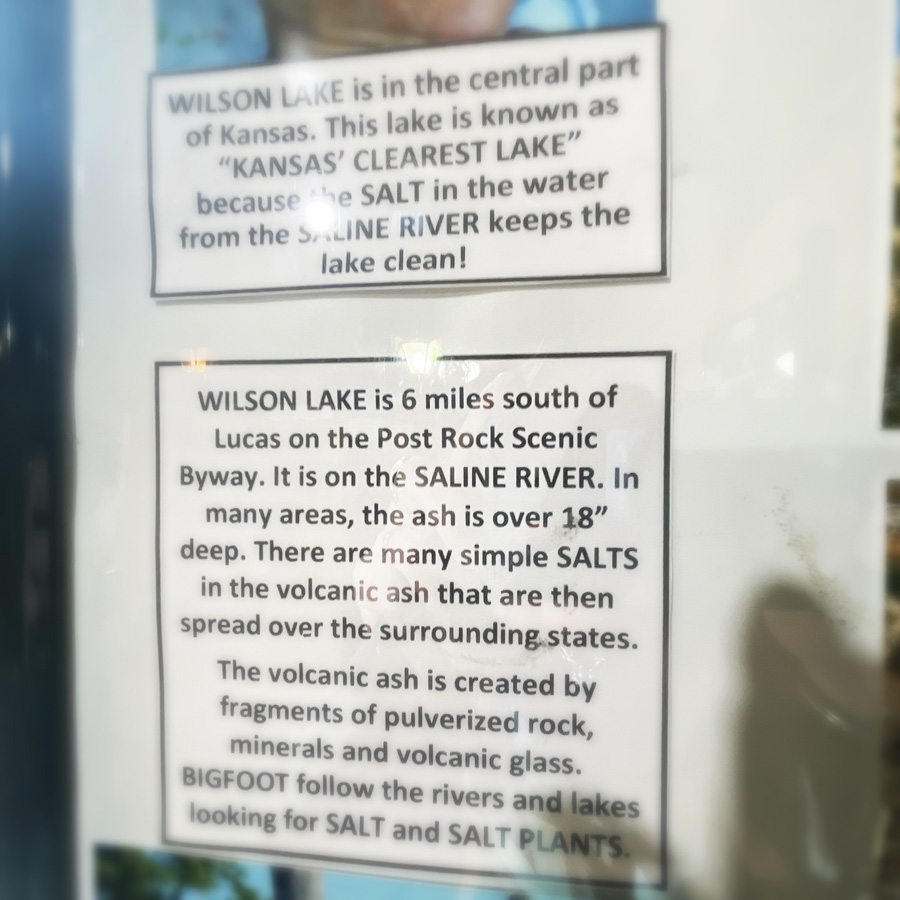 WILSON LAKE is in the central part
of Kansas. This lake is known as
“KANSAS’ CLEAREST LAKE”
because the SALT in the water
from the SALINE RIVER keeps the
lake clean!
WILSON LAKE is 6 miles south of
Lucas on the Post Rock Scenic
Byway. It is on the SALINE RIVER. In
many areas, the ash is over 18”
deep. There are many simple SALTS
in the volcanic ash that are then
spread over the surrounding states.
The volcanic ash is created by
fragments of pulverized rock,
minerals and volcanic glass.
BIGFOOT follow the rivers and lakes
looking for SALT and SALT PLANTS.